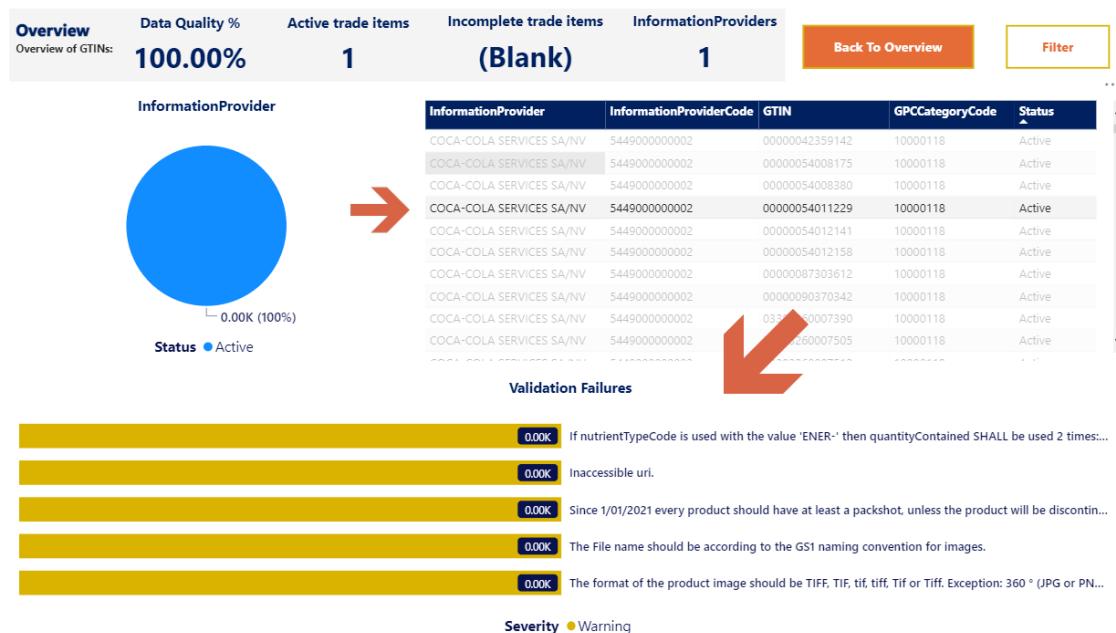 Overview
Overview of GTINs:
Data Quality %
100.00%
Active trade items
1
Incomplete trade items
(Blank)
InformationProviders
1
Back To Overview
Filter
InformationProvider
0.00K (100%)
Status Active
InformationProvider InformationProviderCode GTIN GPCCategoryCode Status
COCA-COLA SERVICES SA/NV 5449000000002 00000042359142 10000118 Active
COCA-COLA SERVICES SA/NV 5449000000002 00000054008175 10000118 Active
COCA-COLA SERVICES SA/NV 5449000000002 00000054008380 10000118 Active
COCA-COLA SERVICES SA/NV 5449000000002 00000054011229 10000118 Active
COCA-COLA SERVICES SA/NV 5449000000002 00000054012141 10000118 Active
COCA-COLA SERVICES SA/NV 5449000000002 00000054012158 10000118 Active
COCA-COLA SERVICES SA/NV 5449000000002 00000087303612 10000118 Active
COCA-COLA SERVICES SA/NV 5449000000002 00000090370342 10000118 Active
COCA-COLA SERVICES SA/NV 5449000000002 10000118 Active
COCA-COLA SERVICES SA/NV 5449000000002 10000118 Active
Validation Failures
0.00K If nutrientTypeCode is used with the value 'ENER-' then quantityContained SHALL be used 2 times:...
0.00K Inaccessible uri.
0.00K Since 1/01/2021 every product should have at least a packshot, unless the product will be discontin...
0.00K The File name should be according to the GS1 naming convention for images.
0.00K The format of the product image should be TIFF, TIF, tif, tiff, Tif or Tiff. Exception: 360 ° (JPG or PN...
Severity Warning